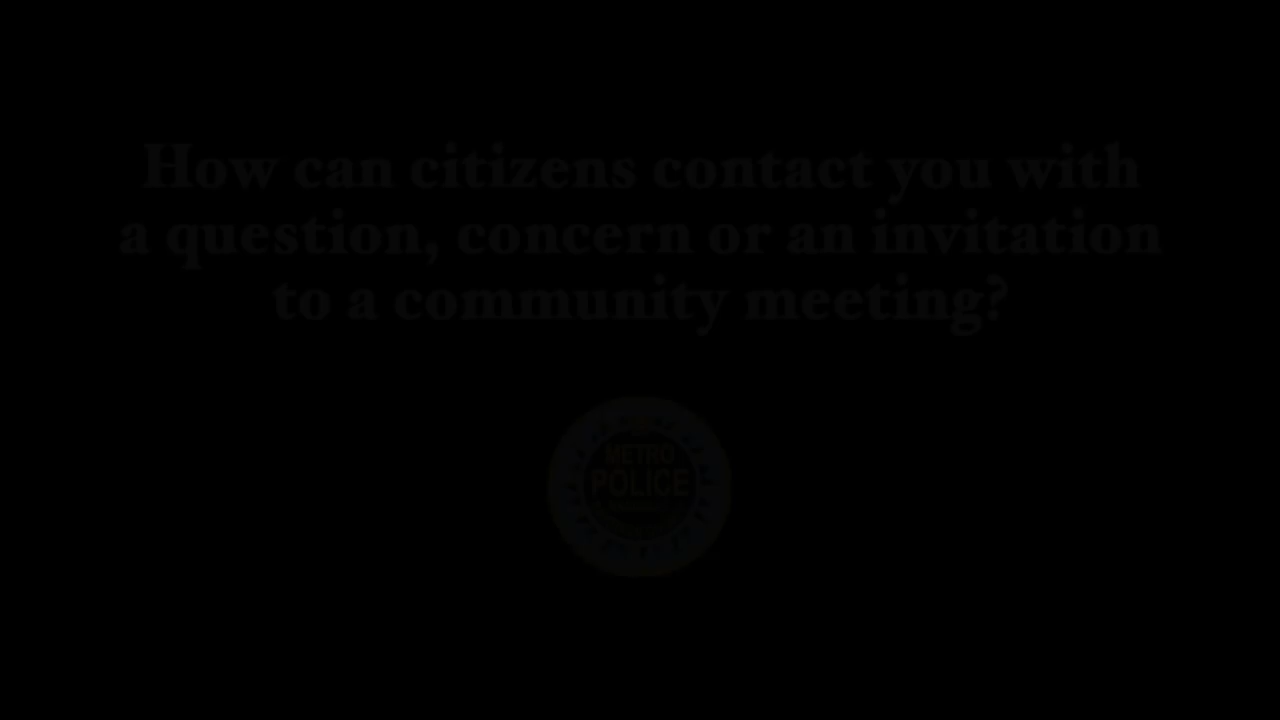 How can citizens contact you with
a question, concern or an invitation
to a community meeting?
METRO
POLICE